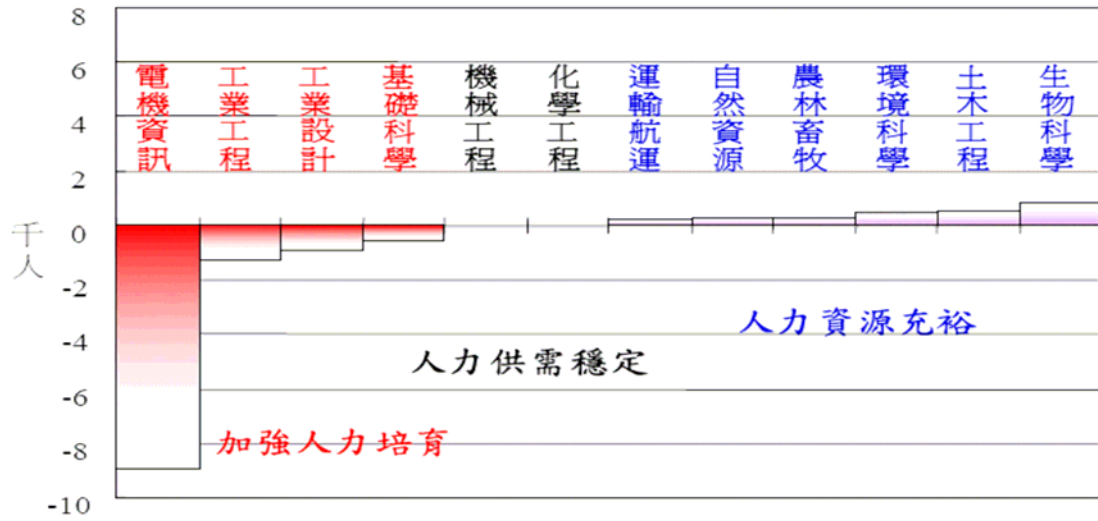 8
6
4
2
0
-2
-4
-6
-8
-10
千人
電機資訊
工業工程
工業設計
基礎科學
機械工程
化學工程
運輸航運
自然資源
農林畜牧
環境科學
土木工程
生物科學
人力資源充裕
人力供需穩定
加強人力培育